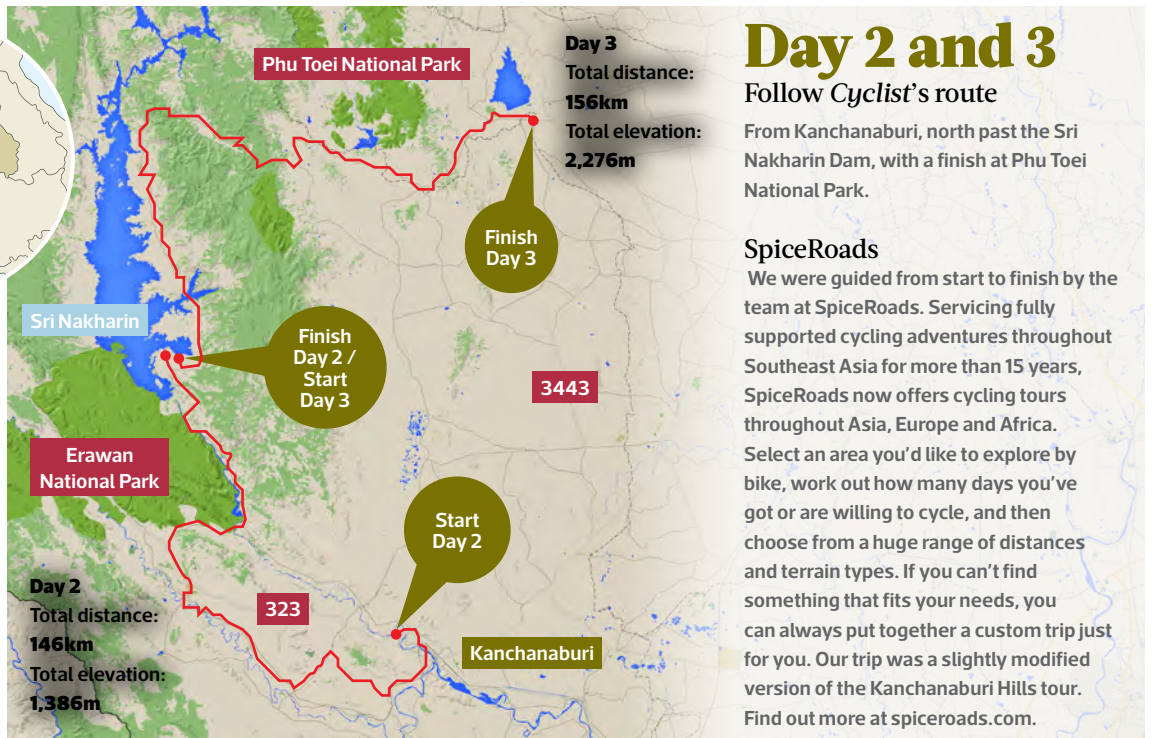 Phu Toei National Park
Day 3
Total distance:
156km
Total elevation:
2,276m
Finish
Day 3
Sri Nakharin
Finish
Day 2 /
Start
Day 3
3443
Erawan
National Park
Start
Day 2
323
Kanchanaburi
Day 2
Total distance:
146km
Total elevation:
1,386m
Day 2 and 3
Follow Cyclist's route
From Kanchanaburi, north past the Sri
Nakharin Dam, with a finish at Phu Toei
National Park.
SpiceRoads
We were guided from start to finish by the
team at SpiceRoads. Servicing fully
supported cycling adventures throughout
Southeast Asia for more than 15 years,
SpiceRoads now offers cycling tours
throughout Asia, Europe and Africa.
Select an area you'd like to explore by
bike, work out how many days you've
got or are willing to cycle, and then
choose from a huge range of distances
and terrain types. If you can't find
something that fits your needs, you
can always put together a custom trip just
for you. Our trip was a slightly modified
version of the Kanchanaburi Hills tour.
Find out more at spiceroads.com.